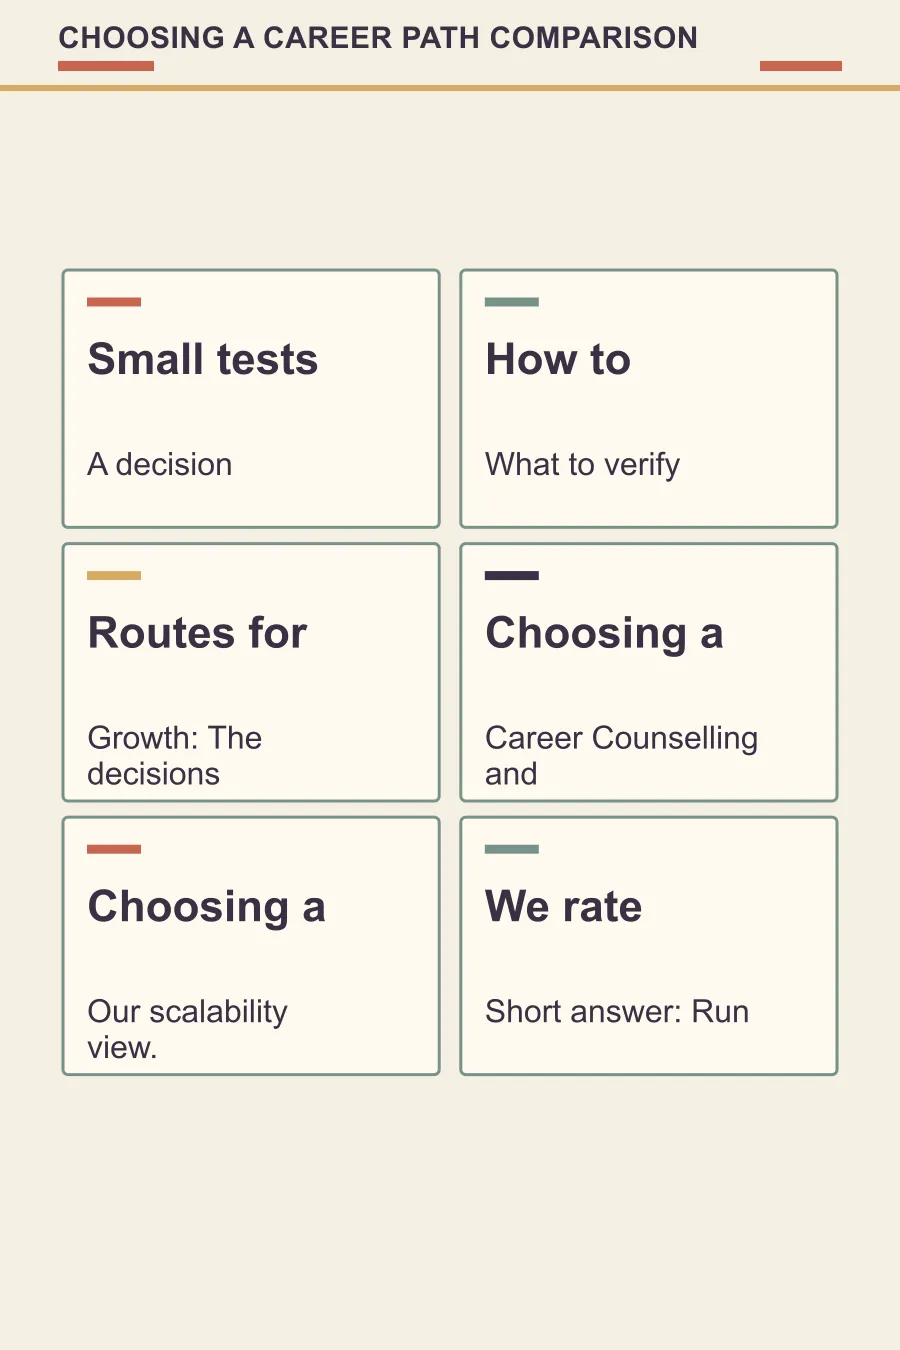 CHOOSING A CAREER PATH COMPARISON
Small tests
A decision
How to
What to verify
Routes for
Growth: The
decisions
Choosing a
Career Counselling
and
Choosing a
Our scalability
view.
We rate
Short answer: Run